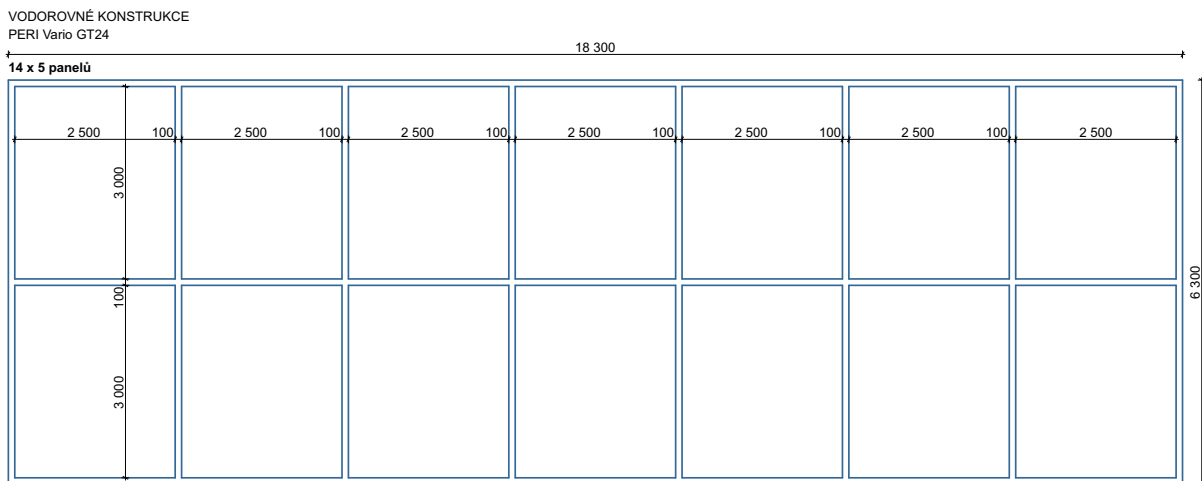 VODOROVNÉ KONSTRUKCE
PERI Vario GT24
18 300
14 x 5 panelů
2 500 100 2 500 100 2 500 100 2 500 100 2 500 100 2 500 100 2 500
3 000
6 300
100
3 000